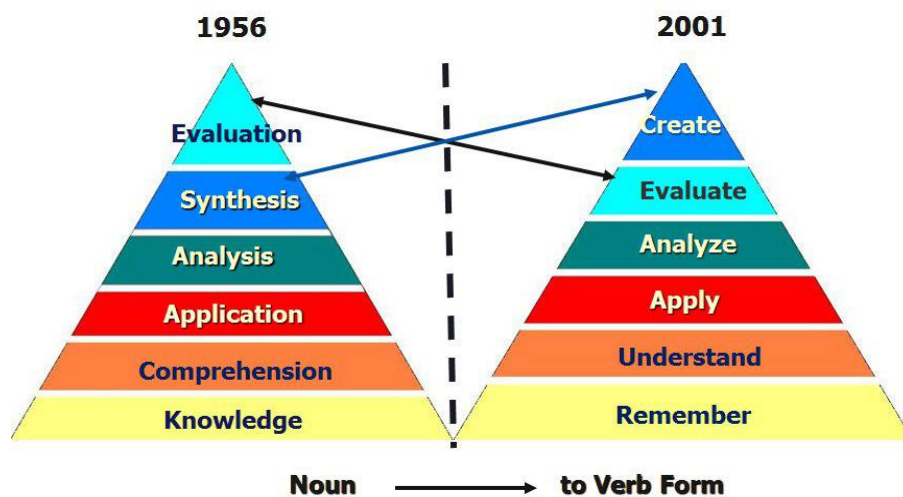 1956
Evaluation
Synthesis
Analysis
Application
Comprehension
Knowledge
2001
Create
Evaluate
Analyze
Apply
Understand
Remember
Noun to Verb Form